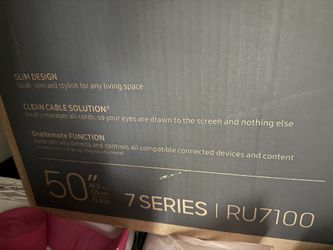 SLIM DESIGN
Sleek, slim and stylish for any living space
CLEAN CABLE SOLUTION®
Neatly manages all cords, so your eyes are drawn to the screen and nothing else
OneRemote FUNCTION
Automatically detects and controls all compatible connected devices and content
50"
CLASS
7 SERIES | RU7100